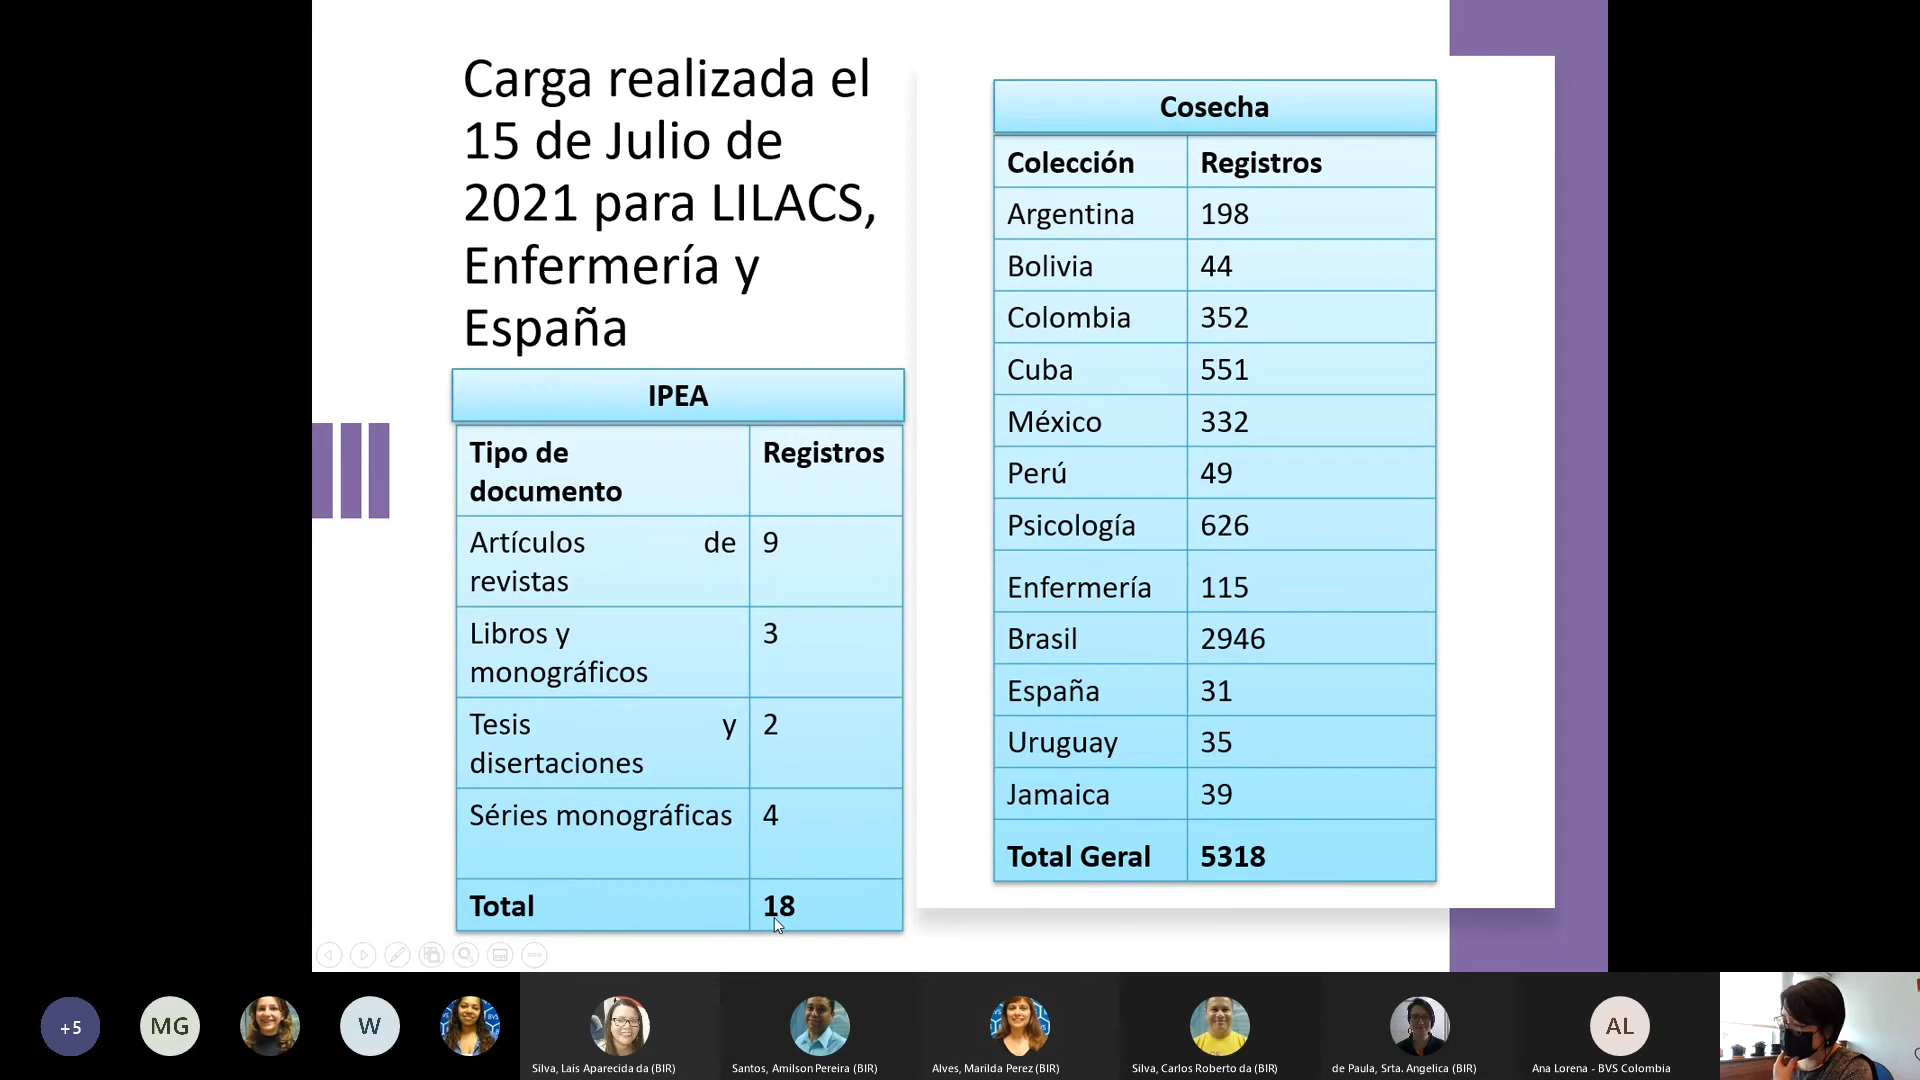 Carga realizada el
15 de Julio de
2021 para LILACS,
Enfermería y
España
IPEA
Tipo de documento Registros
Artículos de revistas 9
Libros y monográficos 3
Tesis y disertaciones 2
Séries monográficas 4
Total 18
Cosecha
Colección Registros
Argentina 198
Bolivia 44
Colombia 352
Cuba 551
México 332
Perú 49
Psicología 626
Enfermería 115
Brasil 2946
España 31
Uruguay 35
Jamaica 39
Total Geral 5318
+5
MG
W
Silva, Lais Aparecida da (BIR)
Santos, Amilson Pereira (BIR)
Alves, Marilda Perez (BIR)
Silva, Carlos Roberto da (BIR)
de Paula, Srta. Angelica (BIR)
AL
Ana Lorena - BVS Colombia